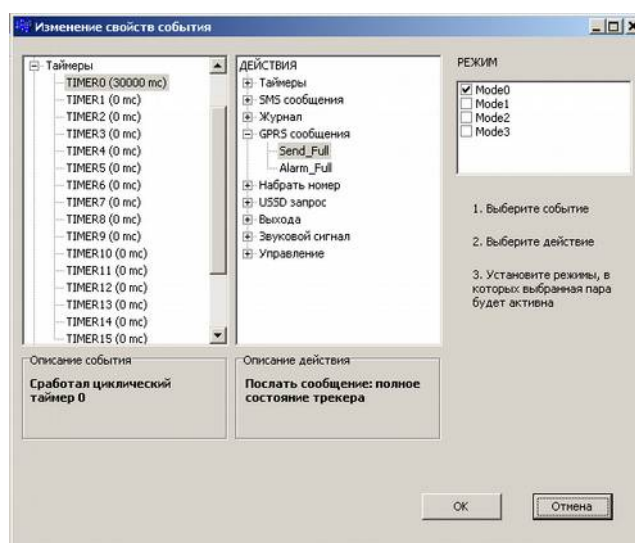 Изменение свойств события
Таймеры
TIMER0 (30000 mc)
TIMER1 (0 mc)
TIMER2 (0 mc)
TIMER3 (0 mc)
TIMER4 (0 mc)
TIMER5 (0 mc)
TIMER6 (0 mc)
TIMER7 (0 mc)
TIMER8 (0 mc)
TIMER9 (0 mc)
TIMER10 (0 mc)
TIMER11 (0 mc)
TIMER12 (0 mc)
TIMER13 (0 mc)
TIMER14 (0 mc)
TIMER15 (0 mc)
ДЕЙСТВИЯ
Таймеры
SMS сообщения
Журнал
GPRS сообщения
Send_Full
Alarm_Full
Набрать номер
USSD запрос
Выхода
Звуковой сигнал
Управление
РЕЖИМ
Mode0
Mode1
Mode2
Mode3
1. Выберите событие
2. Выберите действие
3. Установите режимы, в
которых выбранная пара
будет активна
Описание события
Сработал циклический
таймер 0
Описание действия
Послать сообщение: полное
состояние трекера
OK
Отмена